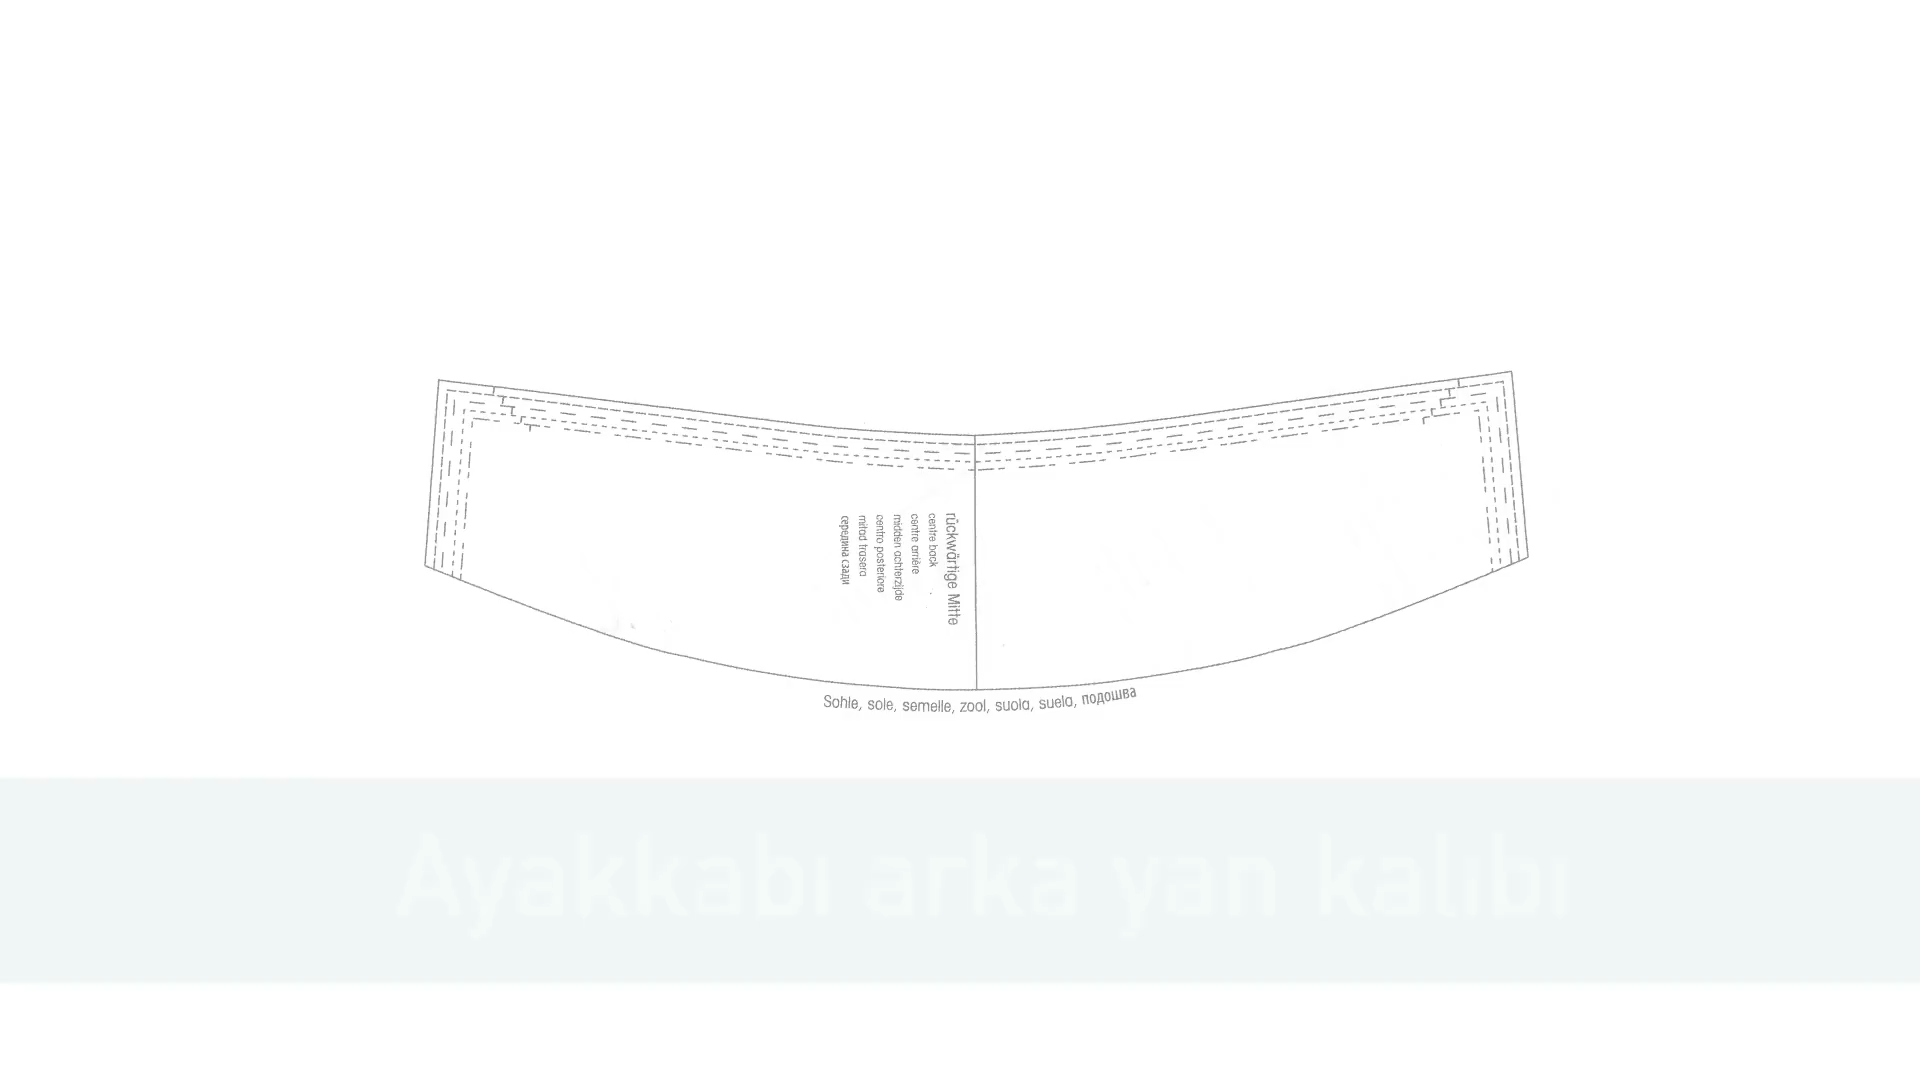 rückwärtige Mitte
centre back
centre arrière
midden achterzijde
centro posteriore
mitad trasera
середина сзади
Sohle, sole, semelle, zool, suola, suela, подошва
Ayakkabı arka yan kalıbı